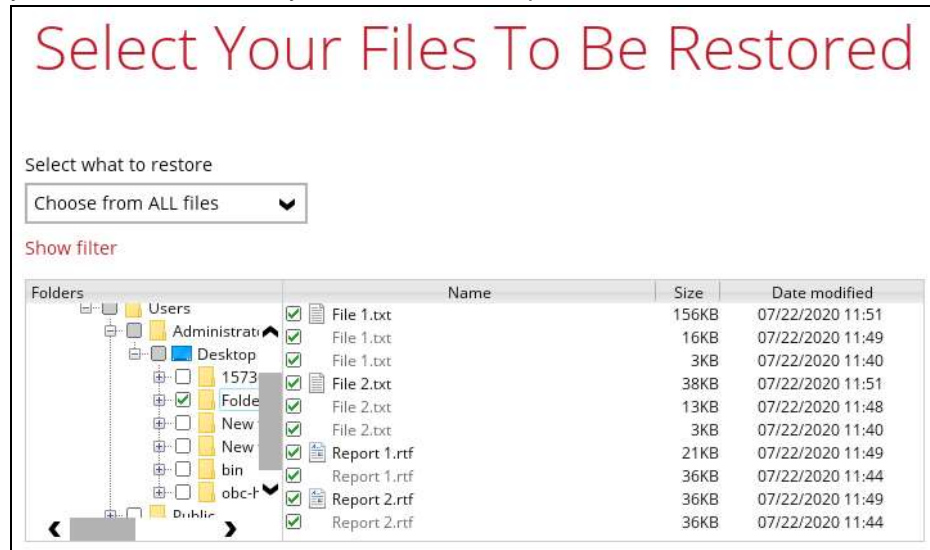 Select Your Files To Be Restored
Select what to restore
Choose from ALL files
Show filter
Folders Name Size Date modified
Users
Administrat
Desktop
1573
Folde
New
New
bin
obc-h
Public
File 1.txt 156KB 07/22/2020 11:51
File 1.txt 16KB 07/22/2020 11:49
File 1.txt 3KB 07/22/2020 11:40
File 2.txt 38KB 07/22/2020 11:51
File 2.txt 13KB 07/22/2020 11:48
File 2.txt 3KB 07/22/2020 11:40
Report 1.rtf 21KB 07/22/2020 11:49
Report 1.rtf 36KB 07/22/2020 11:44
Report 2.rtf 36KB 07/22/2020 11:49
Report 2.rtf 36KB 07/22/2020 11:44